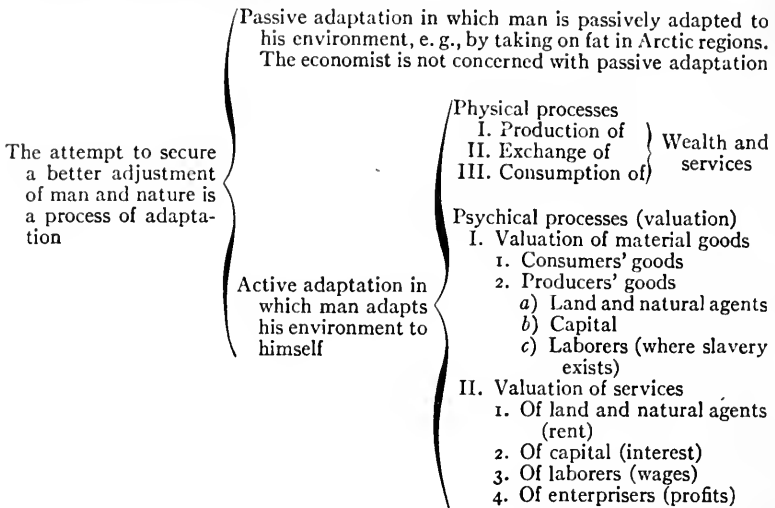 Passive adaptation in which man is passively adapted to
his environment, e. g., by taking on fat in Arctic regions.
The economist is not concerned with passive adaptation
The attempt to secure
a better adjustment
of man and nature is
a process of adapta-
tion
Active adaptation in
which man adapts
his environment to
himself
Physical processes
I. Production of
II. Exchange of
III. Consumption of
Wealth and
services
Psychical processes (valuation)
I. Valuation of material goods
1. Consumers' goods
2. Producers' goods
a) Land and natural agents
b) Capital
c) Laborers (where slavery
exists)
II. Valuation of services
1. Of land and natural agents
(rent)
2. Of capital (interest)
3. Of laborers (wages)
4. Of enterprisers (profits)